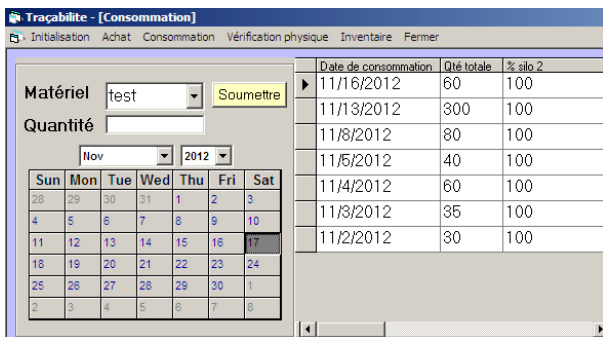 Traçabilite - [Consommation]
Initialisation Achat Consommation Vérification physique Inventaire Fermer
Matériel test Soumettre
Quantité
Nov 2012
Sun Mon Tue Wed Thu Fri Sat
28 29 30 31 1 2 3
4 5 6 7 8 9 10
11 12 13 14 15 16 17
18 19 20 21 22 23 24
25 26 27 28 29 30 1
2 3 4 5 6 7 8
Date de consommation Qté totale % silo 2
11/16/2012 60 100
11/13/2012 300 100
11/8/2012 80 100
11/5/2012 40 100
11/4/2012 60 100
11/3/2012 35 100
11/2/2012 30 100